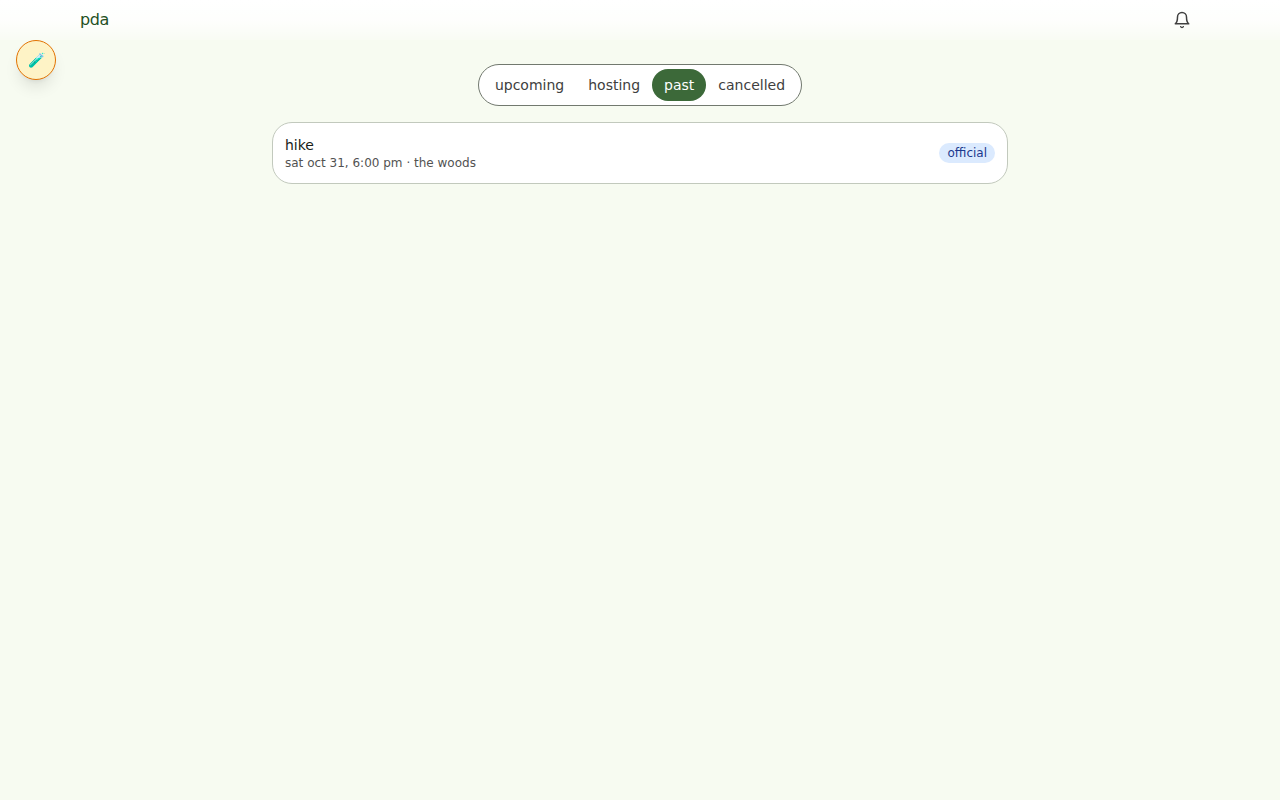 pda
upcoming hosting past cancelled
hike
sat oct 31, 6:00 pm · the woods
official